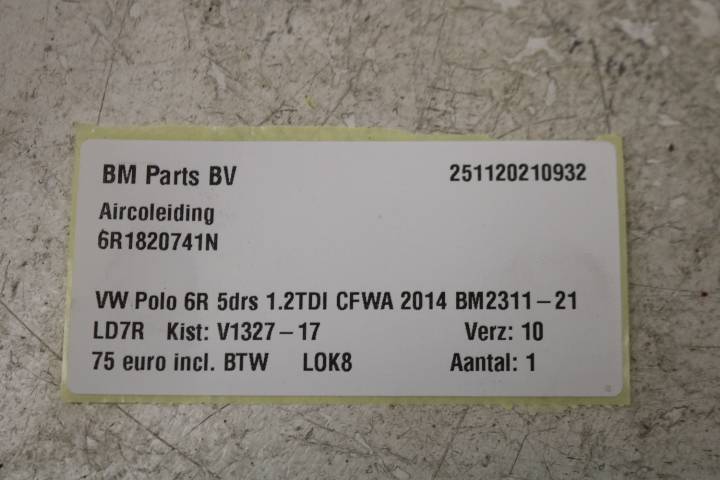 BM Parts BV 251120210932
Aircoleiding
6R1820741N
VW Polo 6R 5drs 1.2TDI CFWA 2014 BM2311-21
LD7R Kist: V1327-17 Verz: 10
75 euro incl. BTW LOK8 Aantal: 1